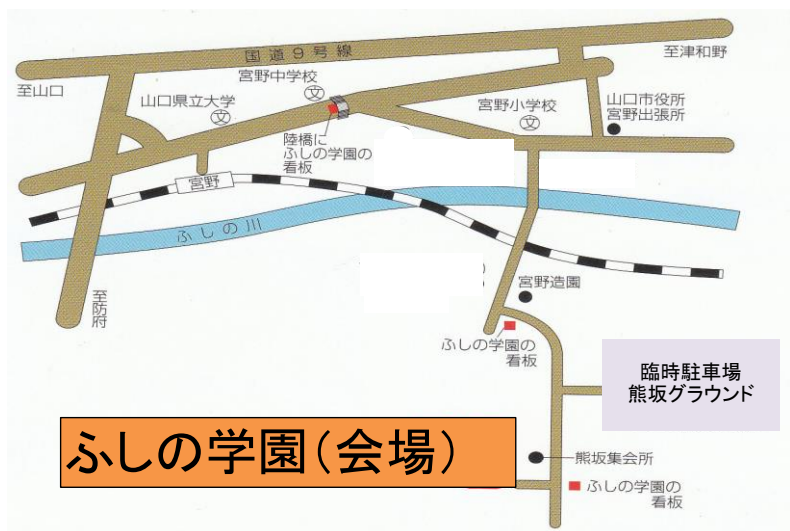 国道9号線
至津和野
至山口
宮野中学校
山口県立大学
文
文
宮野小学校
文
山口市役所
宮野出張所
陸橋に
ふしの学園の
看板
宮野
ふしの川
至防府
宮野造園
ふしの学園の
看板
臨時駐車場
熊坂グラウンド
ふしの学園(会場)
熊坂集会所
ふしの学園の
看板